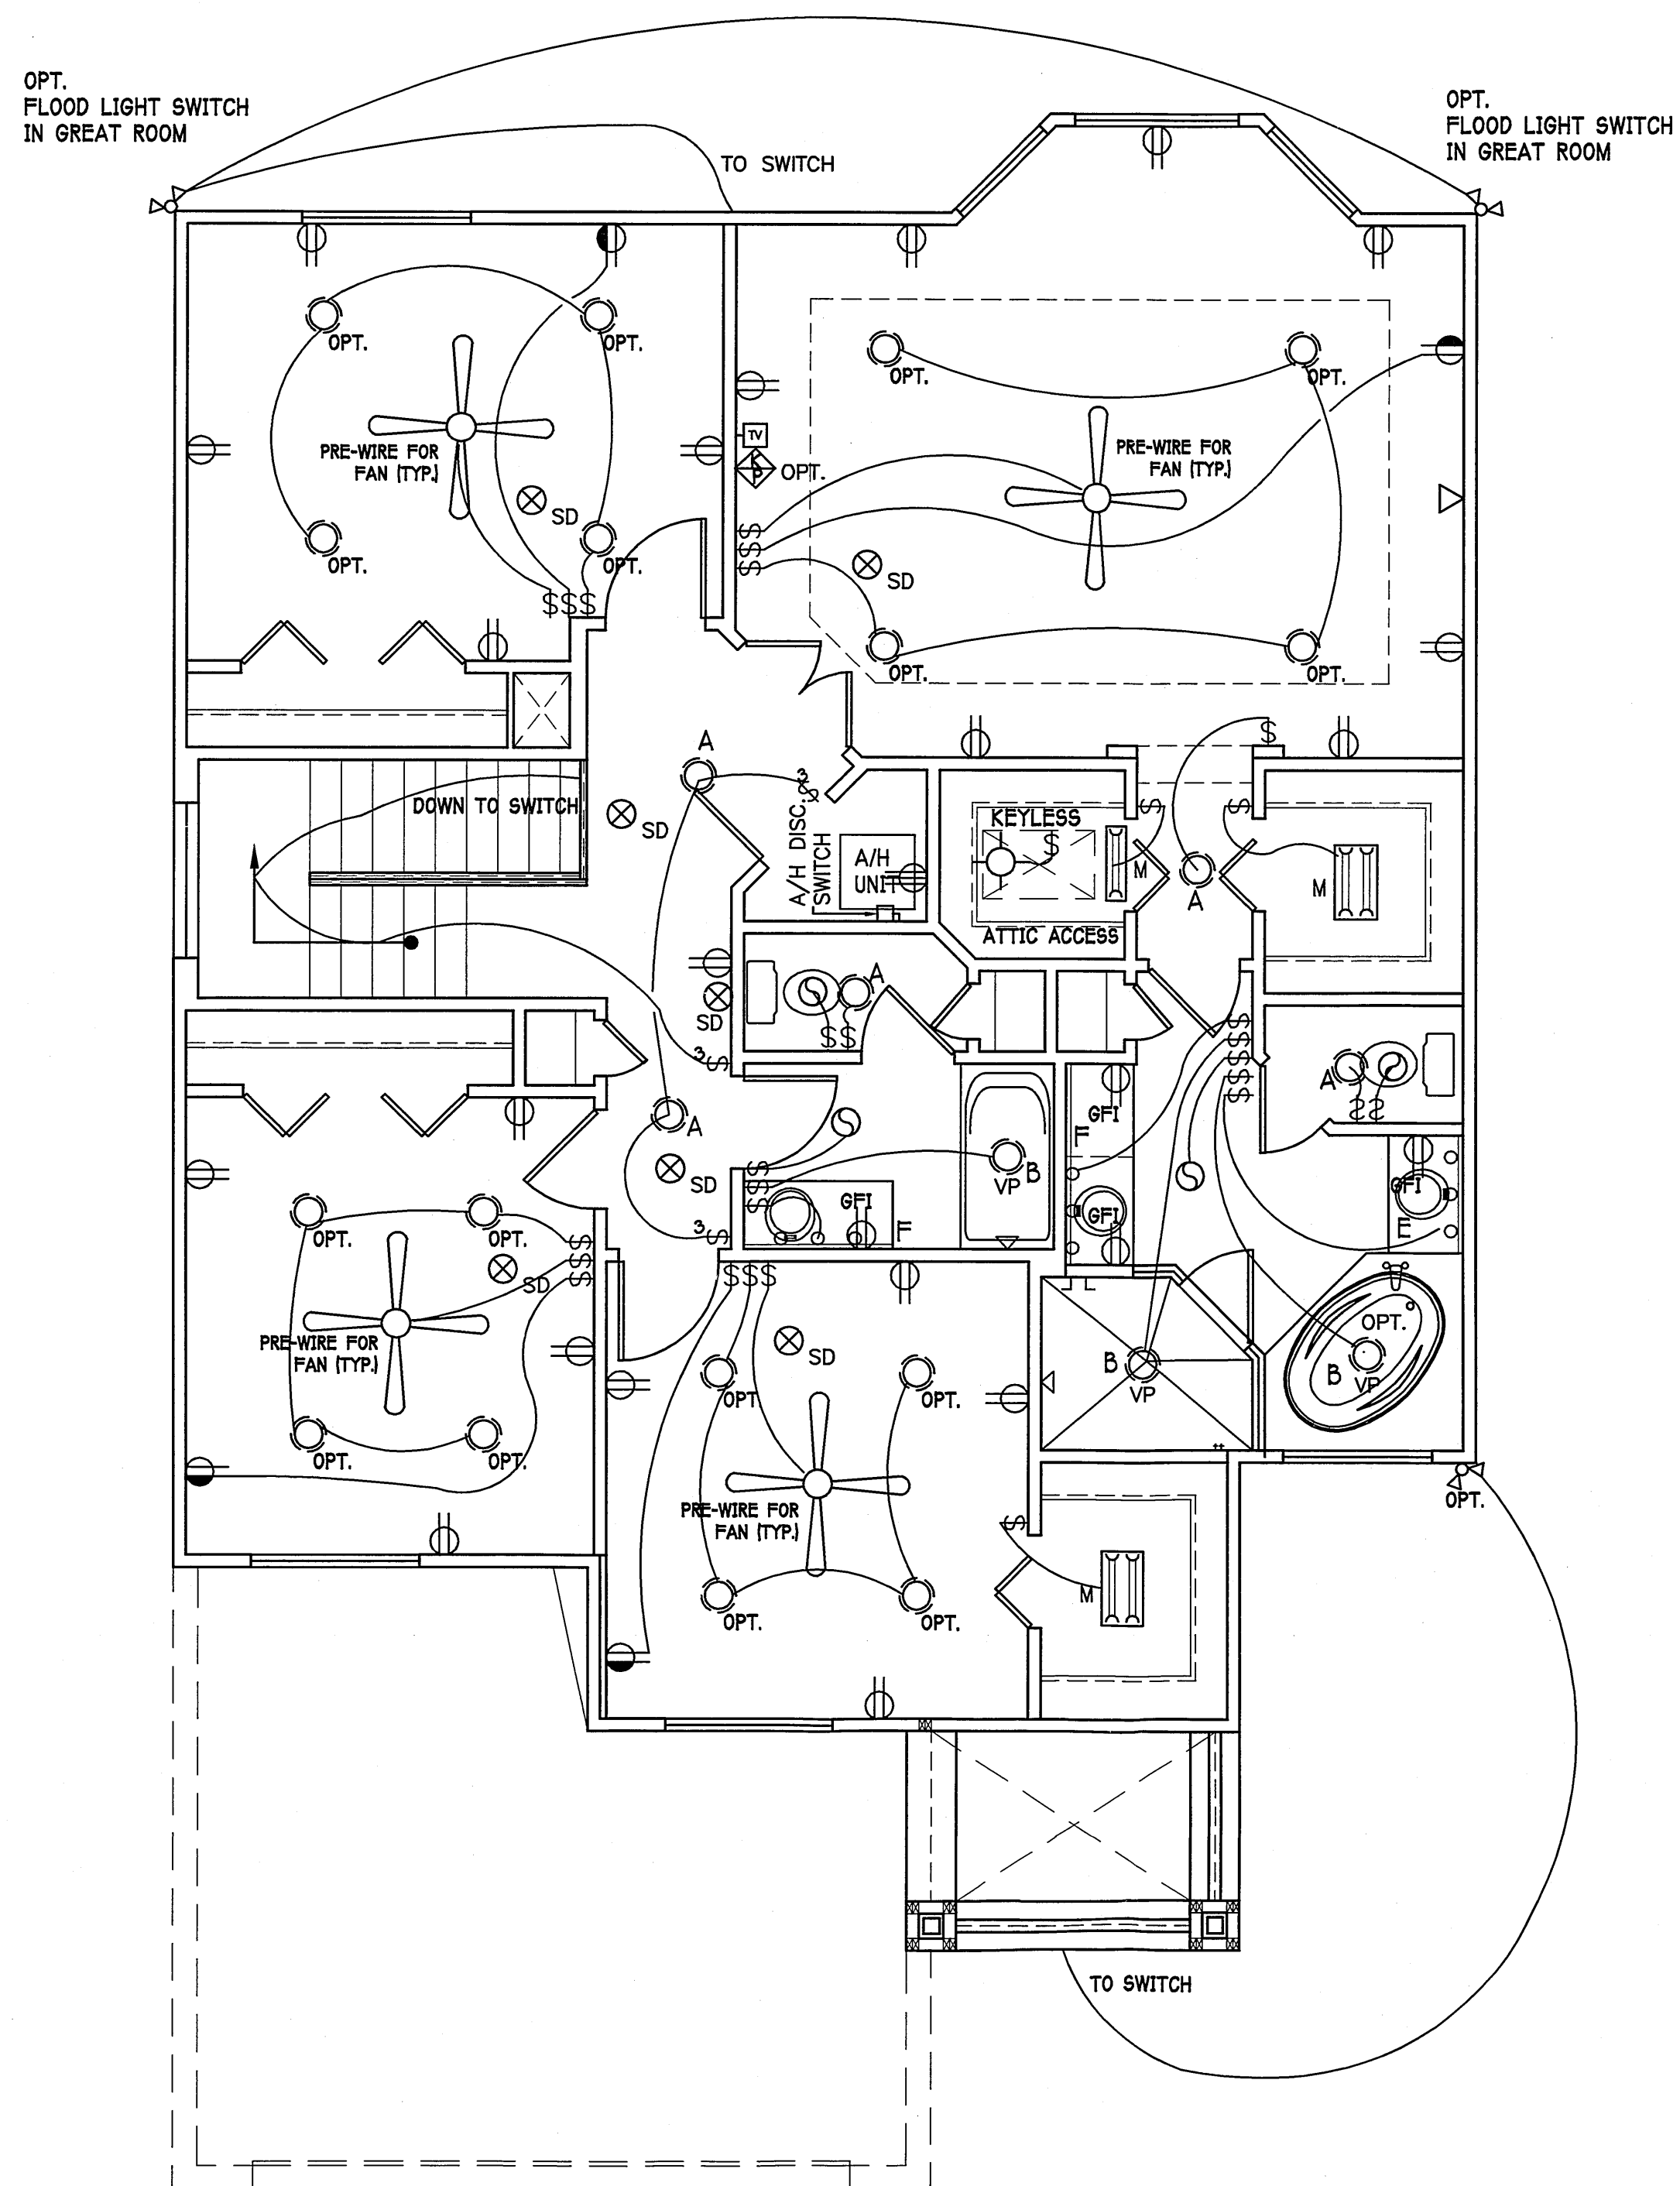 OPT.
FLOOD LIGHT SWITCH
IN GREAT ROOM
OPT.
FLOOD LIGHT SWITCH
IN GREAT ROOM
TO SWITCH
OPT.
OPT.
PRE-WIRE FOR
FAN (TYP.)
SD
OPT.
OPT.
$$$
OPT.
OPT.
TV
OPT.
PRE-WIRE FOR
FAN (TYP.)
$
$
$
SD
OPT.
OPT.
A
3
$
$
DOWN TO SWITCH
SD
A/H DISC.
SWITCH
A/H
UNIT
KEYLESS
$
$
$
M
A
M
ATTIC ACCESS
A
$$
SD
3
$
A
SD
3
$
$
$
$
GFI
F
VP
B
GFI
F
GFI
$
$
$
$
$
A
$$
GFI
E
OPT.
B
VP
B
VP
OPT.
OPT.
$
$
$
SD
PRE-WIRE FOR
FAN (TYP.)
OPT.
OPT.
$$$
SD
OPT.
OPT.
PRE-WIRE FOR
FAN (TYP.)
OPT.
OPT.
$
M
OPT.
TO SWITCH